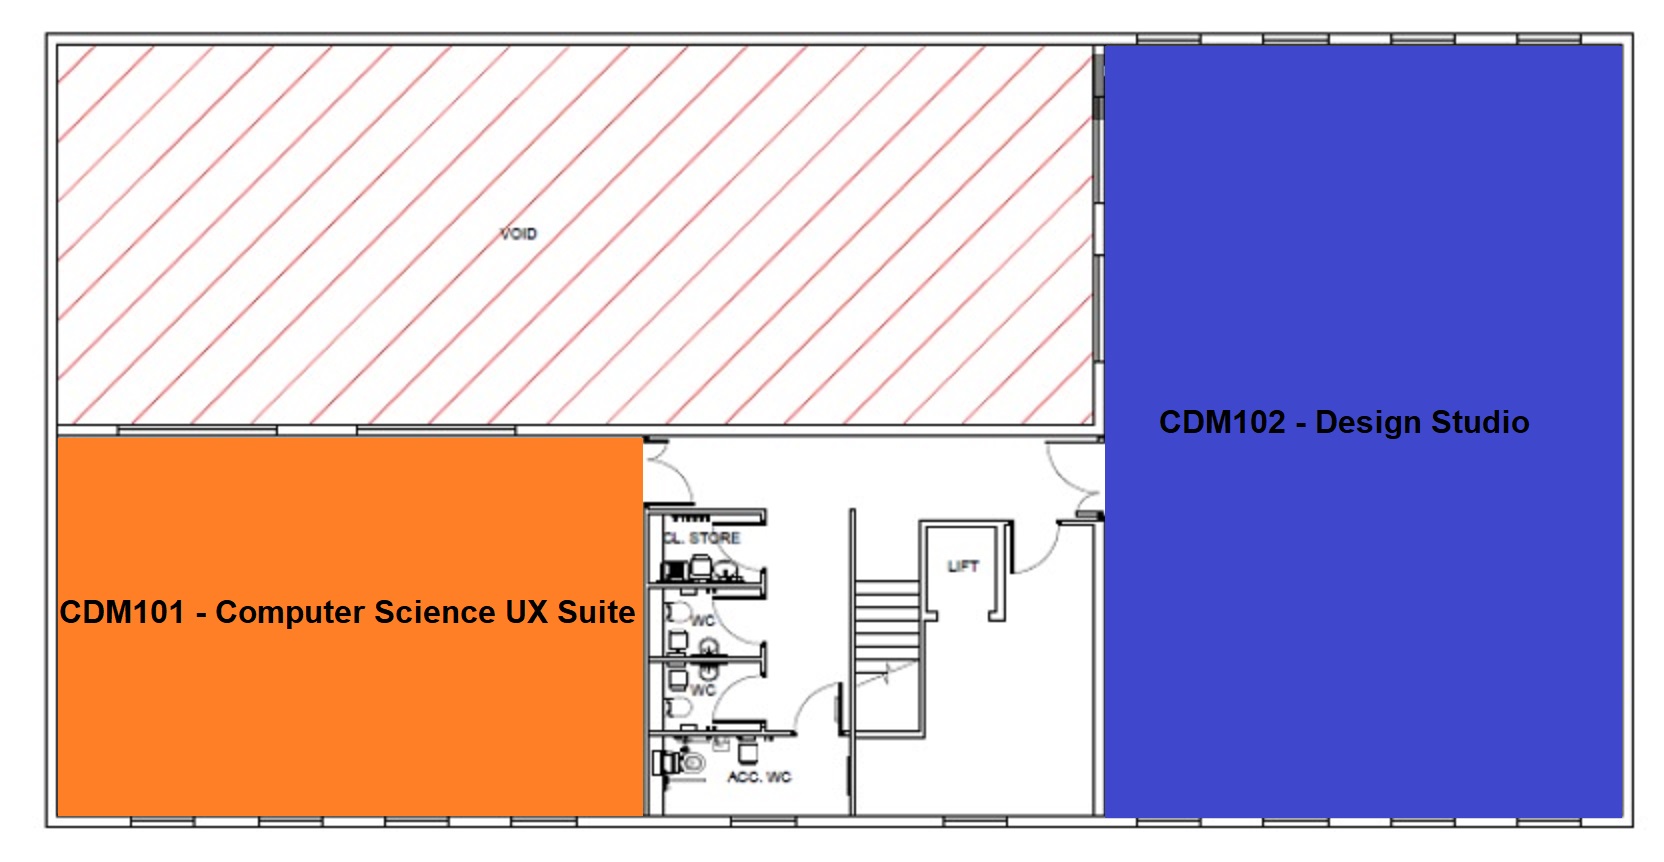 VOID
CDM102 - Design Studio
CL. STORE
LIFT
CDM101 - Computer Science UX Suite
WC
WC
ACC. WC